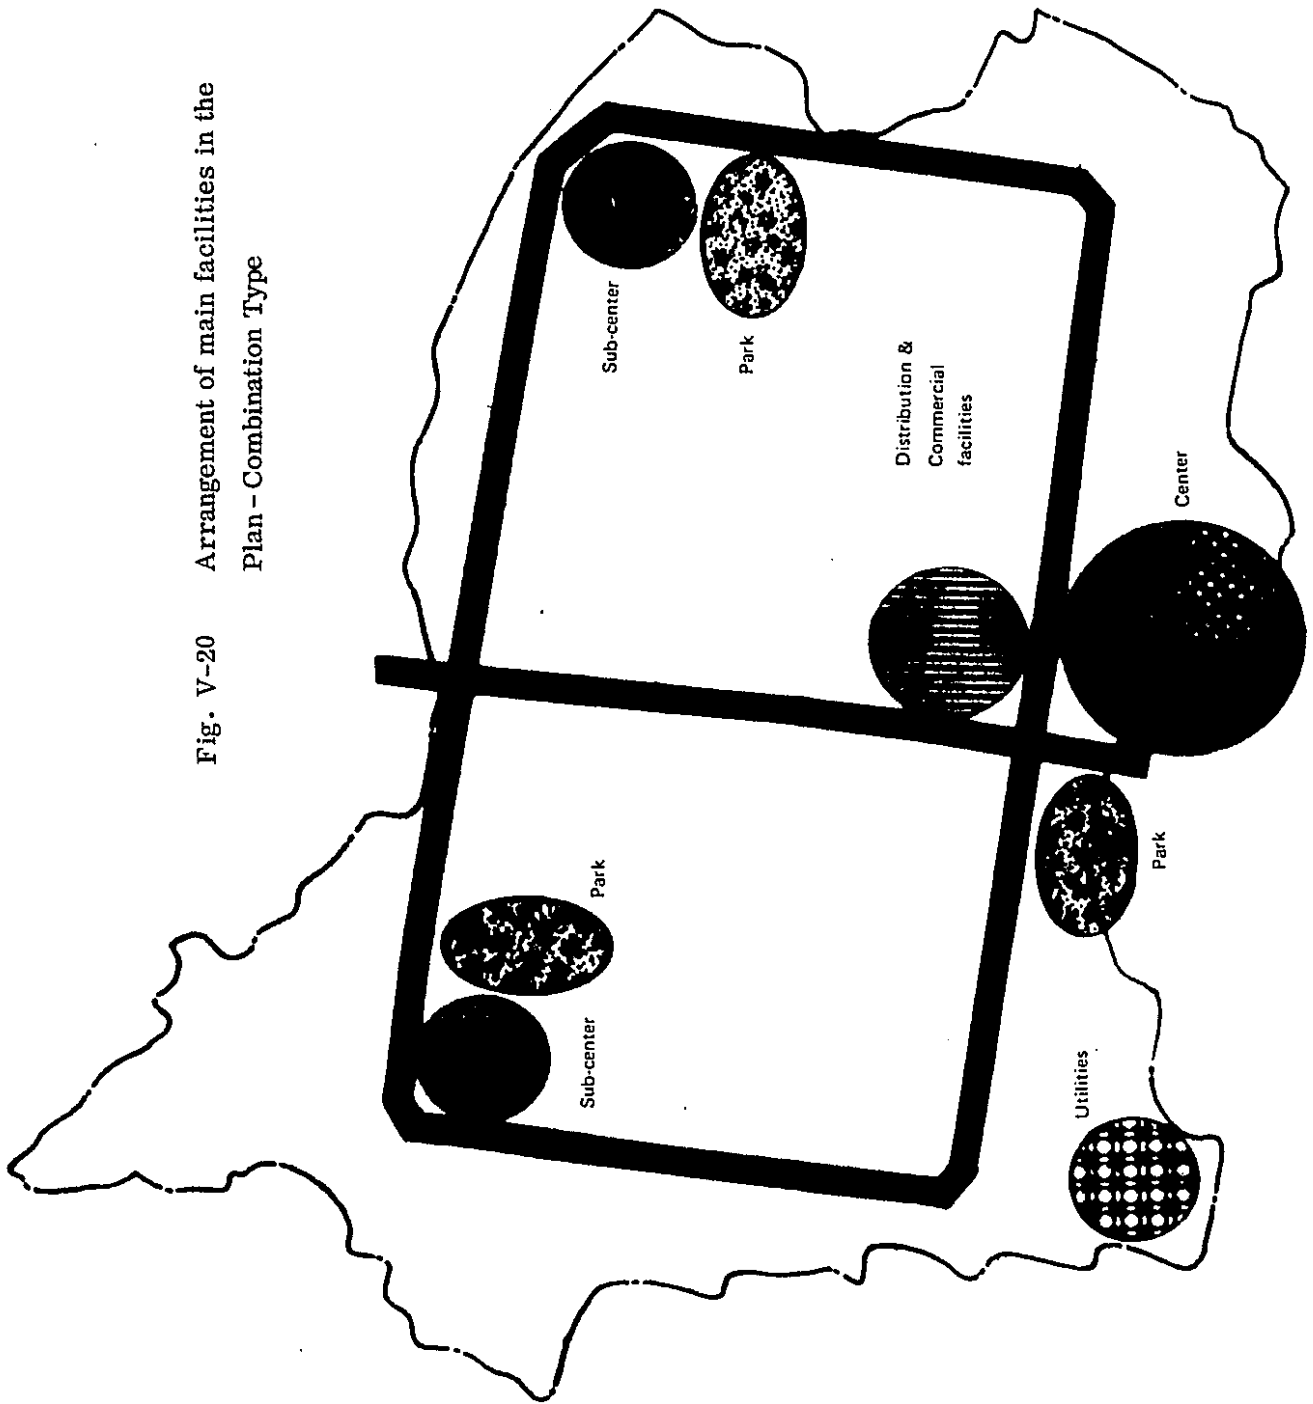 Fig. V-20 Arrangement of main facilities in the
Plan - Combination Type
Sub-center
Park
Sub-center
Park
Distribution &
Commercial
facilities
Utilities
Park
Center